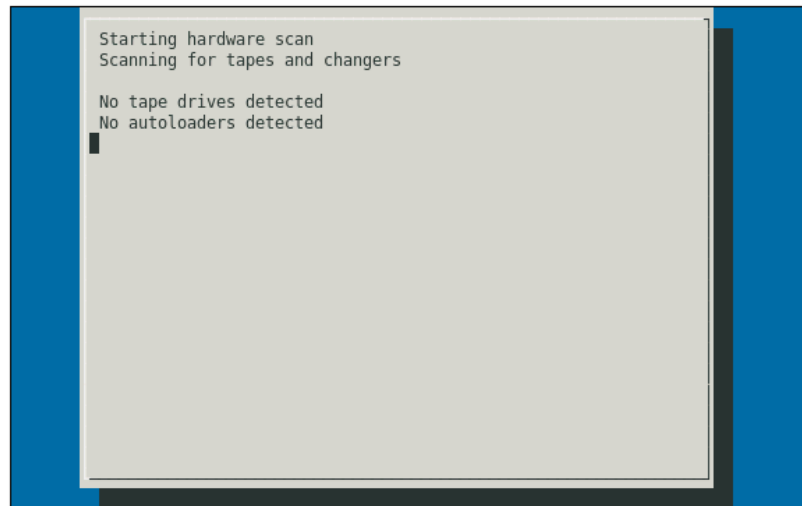 Starting hardware scan
Scanning for tapes and changers
No tape drives detected
No autoloaders detected